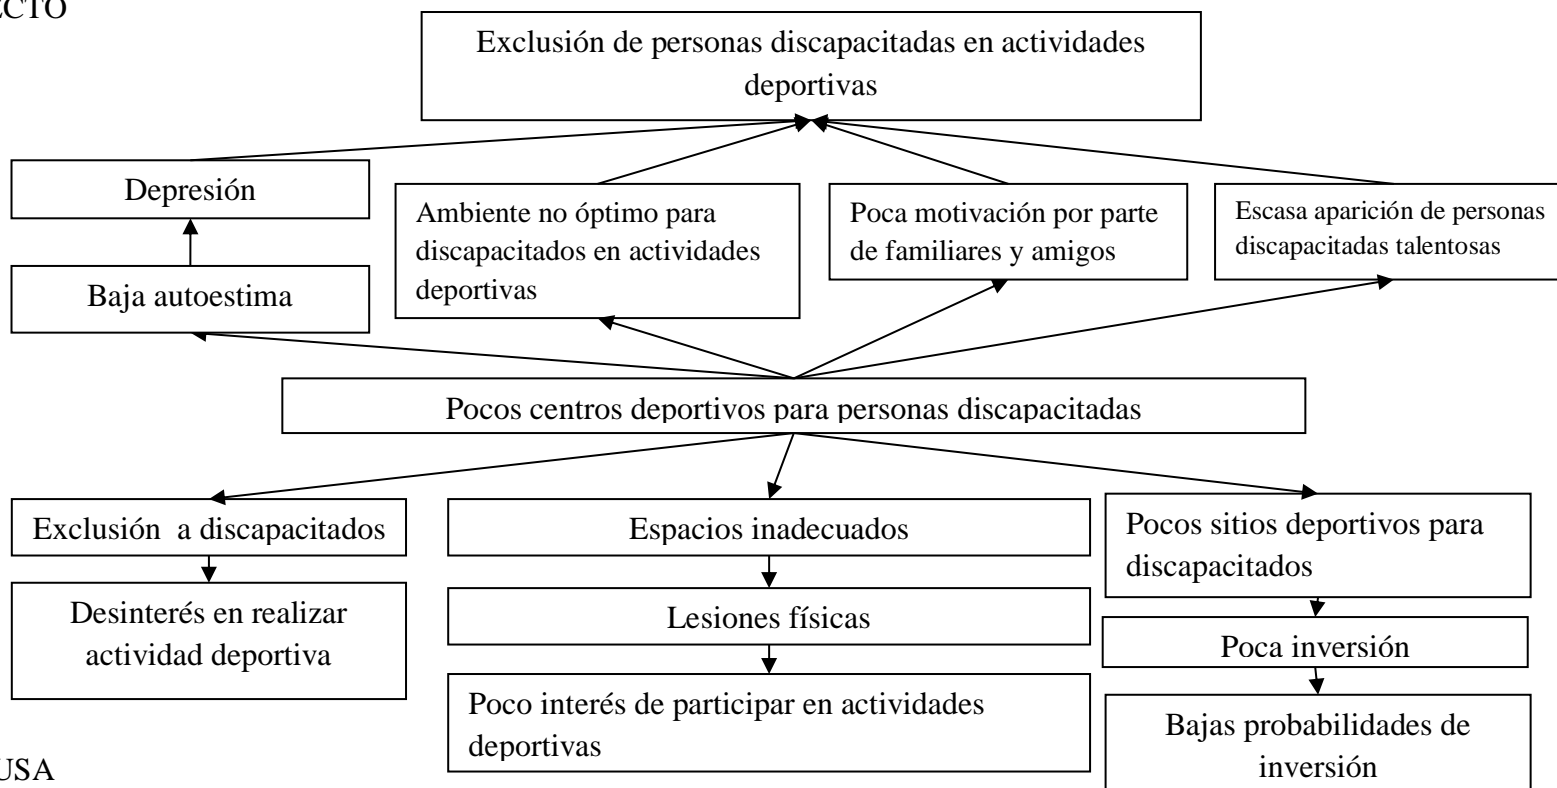 ECTO
Exclusión de personas discapacitadas en actividades
deportivas
Depresión
Baja autoestima
Ambiente no óptimo para
discapacitados en actividades
deportivas
Poca motivación por parte
de familiares y amigos
Escasa aparición de personas
discapacitadas talentosas
Pocos centros deportivos para personas discapacitadas
Exclusión a discapacitados
Desinterés en realizar
actividad deportiva
Espacios inadecuados
Lesiones físicas
Poco interés de participar en actividades
deportivas
Pocos sitios deportivos para
discapacitados
Poca inversión
Bajas probabilidades de
inversión
USA